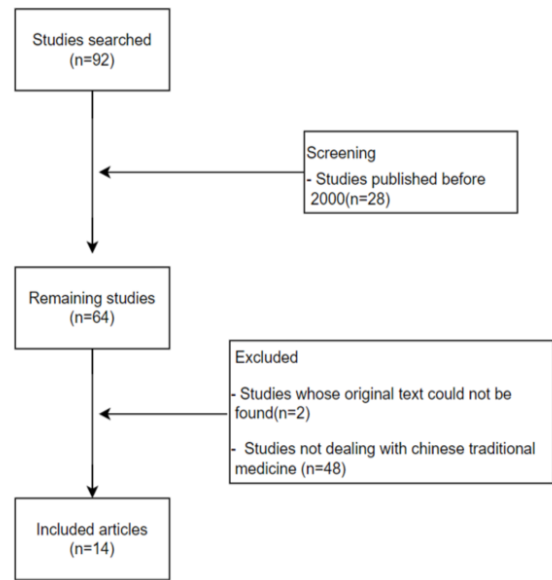 Studies searched
(n=92)
Screening
- Studies published before
2000(n=28)
Remaining studies
(n=64)
Excluded
- Studies whose original text could not be
found(n=2)
- Studies not dealing with chinese traditional
medicine (n=48)
Included articles
(n=14)